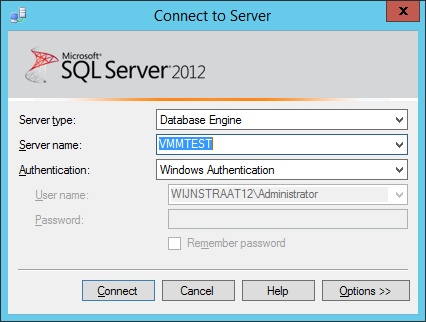 Connect to Server
x
Microsoft
SQL Server 2012
Server type: Database Engine
Server name: VMMTEST
Authentication: Windows Authentication
User name: WIJNSTRAAT12\Administrator
Password:
Remember password
Connect Cancel Help Options >>